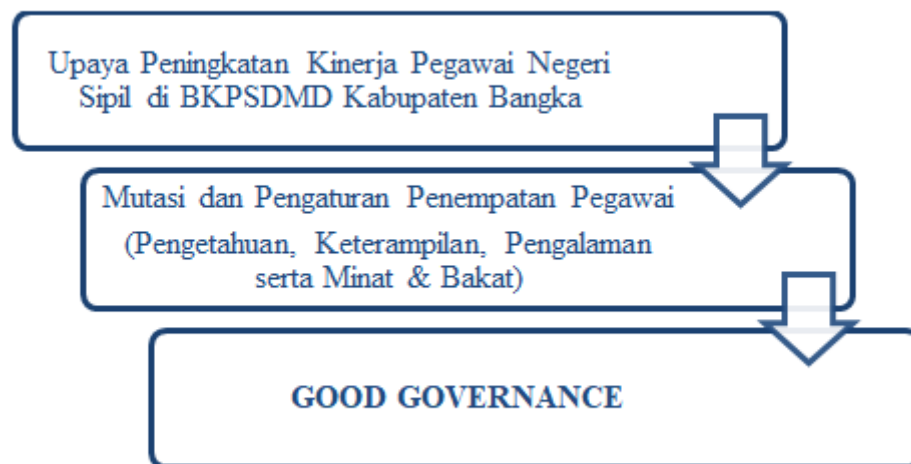 Upaya Peningkatan Kinerja Pegawai Negeri
Sipil di BKPSDMD Kabupaten Bangka
Mutasi dan Pengaturan Penempatan Pegawai
(Pengetahuan, Keterampilan, Pengalaman
serta Minat & Bakat)
GOOD GOVERNANCE